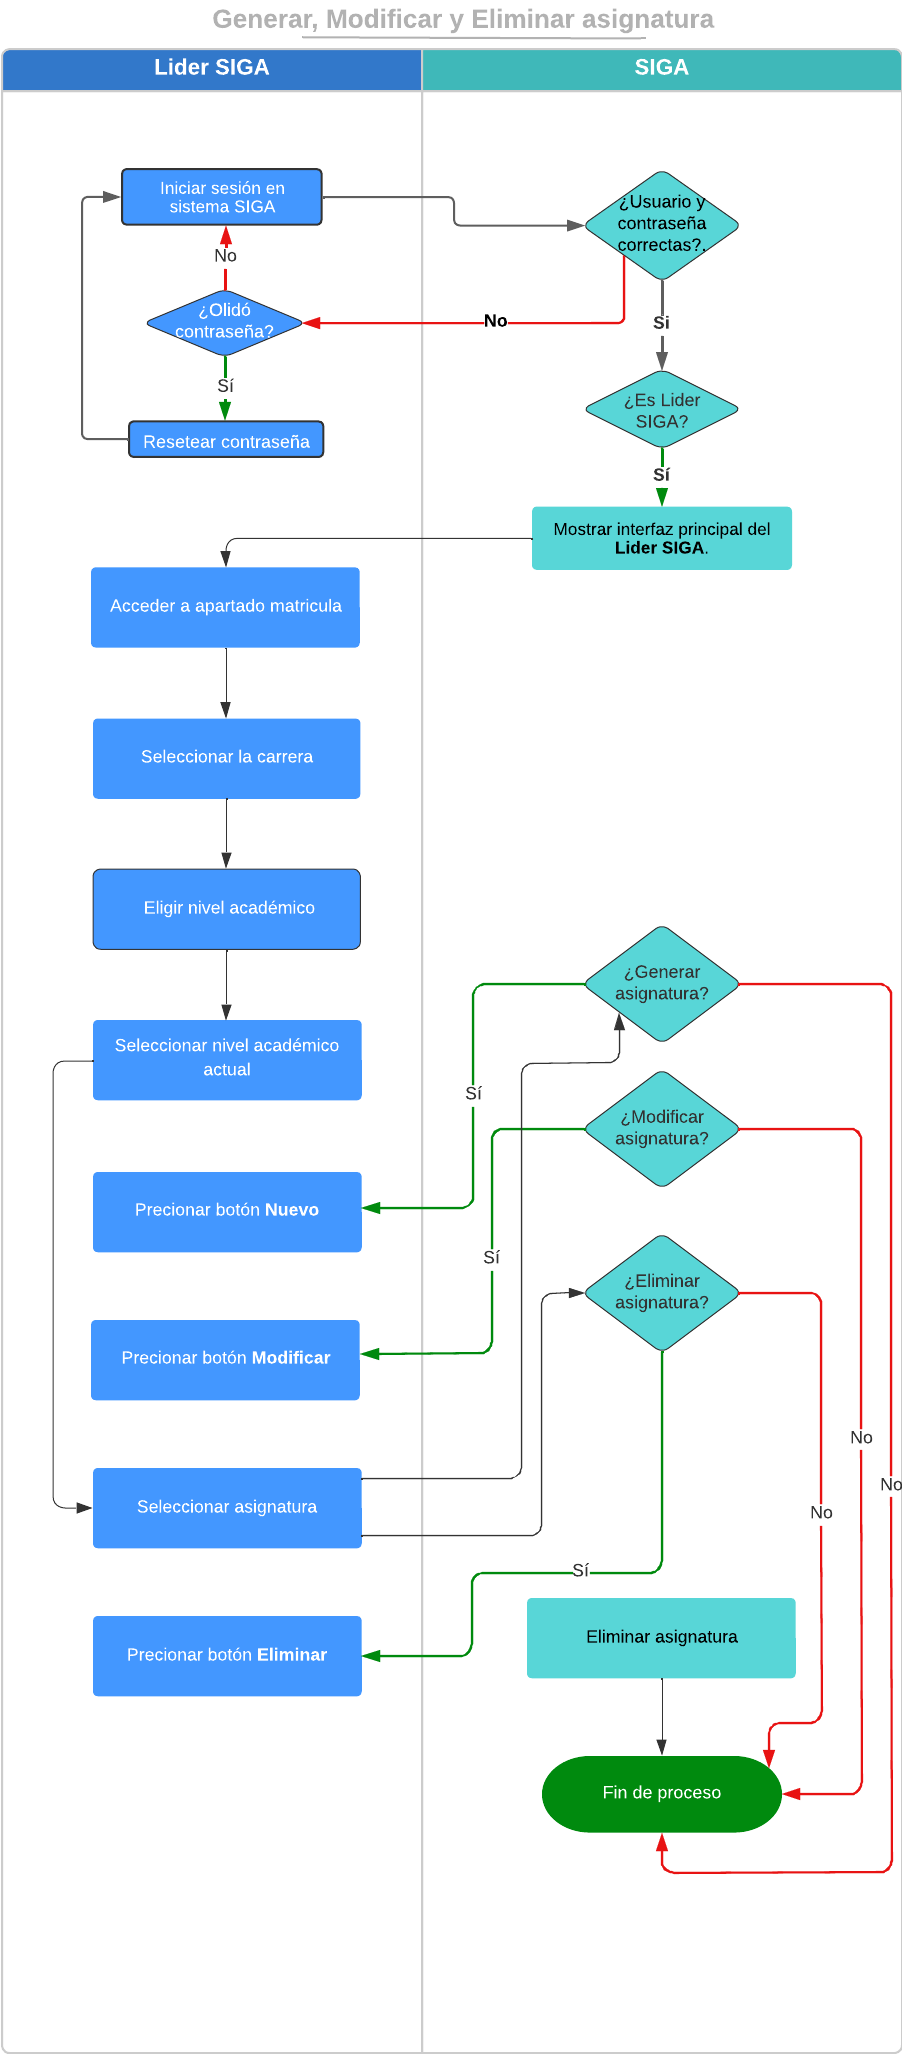 Generar, Modificar y Eliminar asignatura
Lider SIGA
SIGA
Iniciar sesión en
sistema SIGA
¿Usuario y
contraseña
correctas?.
No
¿Olidó
contraseña?
No
Si
Sí
¿Es Lider
SIGA?
Resetear contraseña
Sí
Mostrar interfaz principal del
Lider SIGA.
Acceder a apartado matricula
Seleccionar la carrera
Eligir nivel académico
¿Generar
asignatura?
Seleccionar nivel académico
actual
Sí
¿Modificar
asignatura?
Precionar botón Nuevo
Sí
¿Eliminar
asignatura?
Precionar botón Modificar
No
No
Seleccionar asignatura
No
Sí
Eliminar asignatura
Precionar botón Eliminar
Fin de proceso